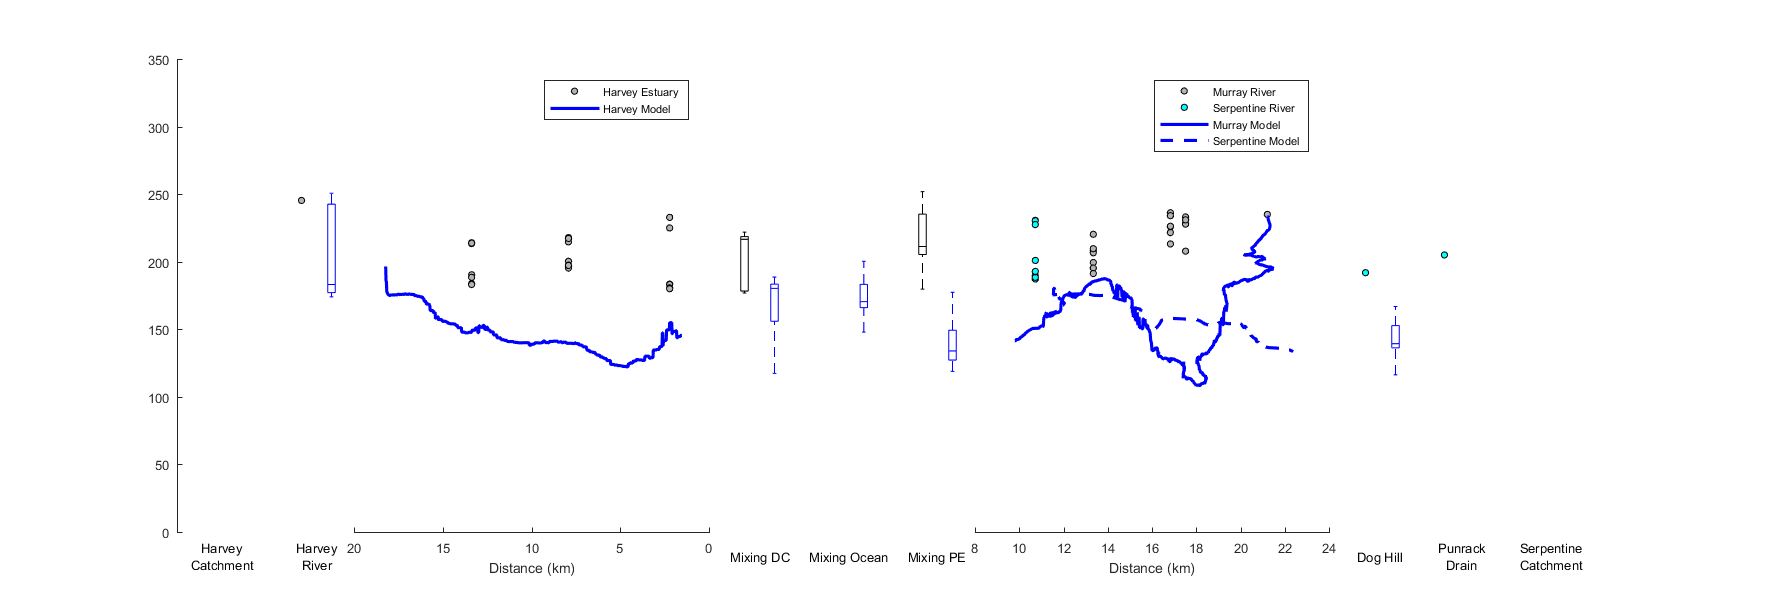 350
300
250
200
150
100
50
0
Harvey Estuary
Harvey Model
Murray River
Serpentine River
Murray Model
Serpentine Model
20 15 10 5 0
8 10 12 14 16 18 20 22 24
Harvey
Catchment
Harvey
River
Distance (km)
Mixing DC
Mixing Ocean
Mixing PE
Distance (km)
Dog Hill
Punrack
Drain
Serpentine
Catchment